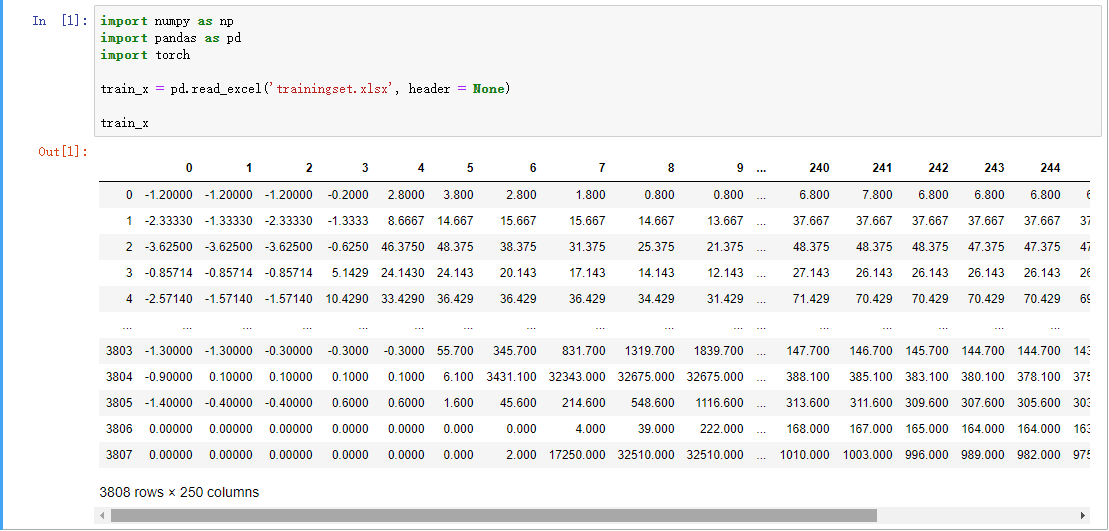 In [1]: import numpy as np
import pandas as pd
import torch
train_x = pd.read_excel('trainingset.xlsx', header = None)
train_x
Out[1]:
0 1 2 3 4 5 6 7 8 9 ... 240 241 242 243 244
0 -1.20000 -1.20000 -1.20000 -0.2000 2.8000 3.800 2.800 1.800 0.800 0.800 ... 6.800 7.800 6.800 6.800 6.800
1 -2.33330 -1.33330 -2.33330 -1.3333 8.6667 14.667 15.667 15.667 14.667 13.667 ... 37.667 37.667 37.667 37.667 37.667 37
2 -3.62500 -3.62500 -3.62500 -0.6250 46.3750 48.375 38.375 31.375 25.375 21.375 ... 48.375 48.375 48.375 47.375 47.375 47
3 -0.85714 -0.85714 -0.85714 5.1429 24.1430 24.143 20.143 17.143 14.143 12.143 ... 27.143 26.143 26.143 26.143 26.143 26
4 -2.57140 -1.57140 -1.57140 10.4290 33.4290 36.429 36.429 36.429 34.429 31.429 ... 71.429 70.429 70.429 70.429 70.429 69
... ... ... ... ... ... ... ... ... ... ... ... ... ... ... ... ...
3803 -1.30000 -1.30000 -0.30000 -0.3000 -0.3000 55.700 345.700 831.700 1319.700 1839.700 ... 147.700 146.700 145.700 144.700 144.700 143
3804 -0.90000 0.10000 0.10000 0.1000 0.1000 6.100 3431.100 32343.000 32675.000 32675.000 ... 388.100 385.100 383.100 380.100 378.100 375
3805 -1.40000 -0.40000 -0.40000 0.6000 0.6000 1.600 45.600 214.600 548.600 1116.600 ... 313.600 311.600 309.600 307.600 305.600 303
3806 0.00000 0.00000 0.00000 0.0000 0.0000 0.000 0.000 4.000 39.000 222.000 ... 168.000 167.000 165.000 164.000 164.000 163
3807 0.00000 0.00000 0.00000 0.0000 0.0000 0.000 2.000 17250.000 32510.000 32510.000 ... 1010.000 1003.000 996.000 989.000 982.000 975
3808 rows × 250 columns